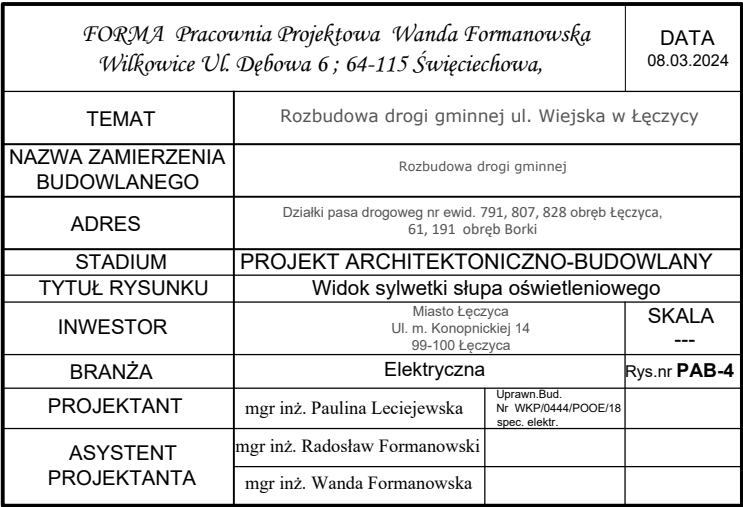 FORMA Pracownia Projektowa Wanda Formanowska
Wilkowice Ul. Dębowa 6 ; 64-115 Święciechowa,
DATA
08.03.2024
TEMAT
Rozbudowa drogi gminnej ul. Wiejska w Łęczycy
NAZWA ZAMIERZENIA
BUDOWLANEGO
Rozbudowa drogi gminnej
ADRES
Działki pasa drogoweg nr ewid. 791, 807, 828 obręb Łęczyca,
61, 191 obręb Borki
STADIUM
PROJEKT ARCHITEKTONICZNO-BUDOWLANY
TYTUŁ RYSUNKU
Widok sylwetki słupa oświetleniowego
INWESTOR
Miasto Łęczyca
Ul. m. Konopnickiej 14
99-100 Łęczyca
SKALA
---
BRANŻA
Elektryczna
Rys.nr PAB-4
PROJEKTANT
mgr inż. Paulina Leciejewska
Uprawn.Bud.
Nr WKP/0444/POOE/18
spec. elektr.
ASYSTENT
PROJEKTANTA
mgr inż. Radosław Formanowski
mgr inż. Wanda Formanowska